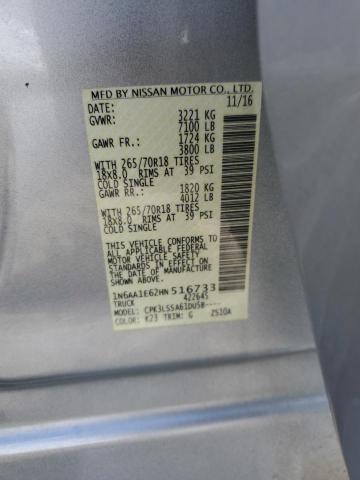 MFD BY NISSAN MOTOR CO., LTD.
DATE: 11/16
GVWR: 3221 KG
7100 LB
GAWR FR.: 1724 KG
3800 LB
WITH 265/70R18 TIRES
18X8.0 RIMS AT 39 PSI
COLD SINGLE
GAWR RR.: 1820 KG
4012 LB
WITH 265/70R18 TIRES
18X8.0 RIMS AT 39 PSI
COLD SINGLE
THIS VEHICLE CONFORMS TO
ALL APPLICABLE FEDERAL
MOTOR VEHICLE SAFETY
STANDARDS IN EFFECT ON
THE DATE OF MANUFACTURE
SHOWN ABOVE.
1N6AA1E62HN516733
TRUCK 422645
MODEL: CPK3LSSA61DU5W----
COLOR: K23 TRIM: G ZS10A